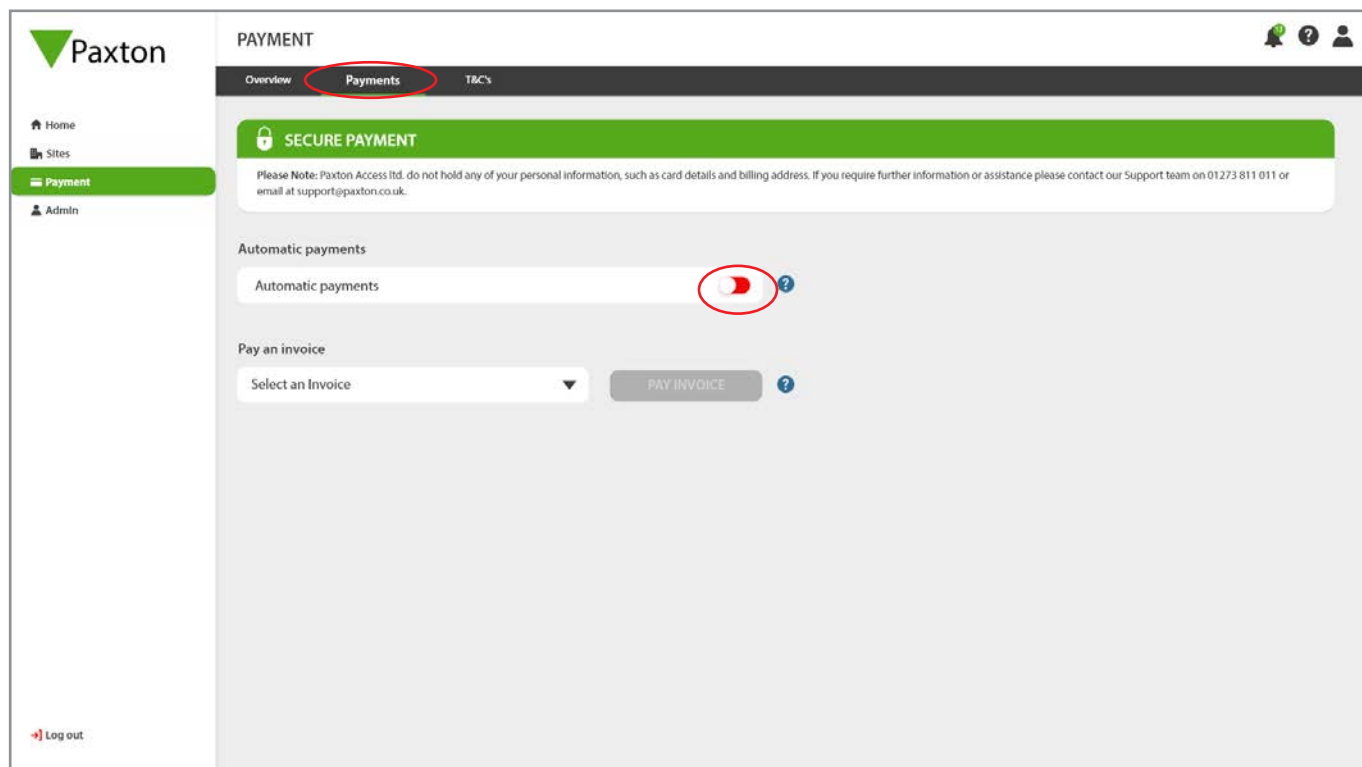 Paxton
PAYMENT
Overview
Payments
T&C's
Home
Sites
Payment
Admin
SECURE PAYMENT
Please Note: Paxton Access ltd. do not hold any of your personal information, such as card details and billing address. If you require further information or assistance please contact our Support team on 01273 811 011 or
email at support@paxton.co.uk.
Automatic payments
Automatic payments
?
Pay an invoice
Select an Invoice
PAY INVOICE
?
Log out